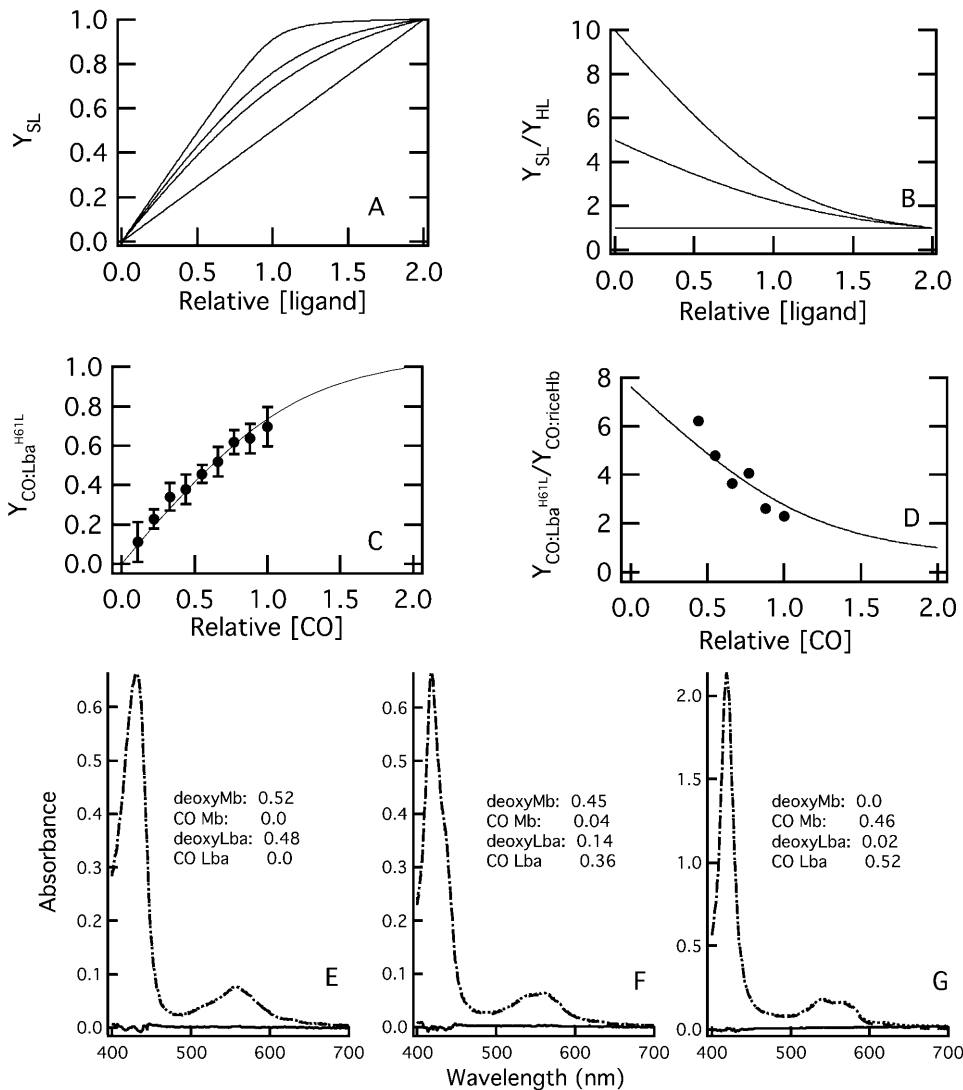 1.0
0.8
0.6
0.4
0.2
0.0
Y_SL
A
0.0 0.5 1.0 1.5 2.0
Relative [ligand]
10
8
6
4
2
0
Y_SL/Y_HL
B
0.0 0.5 1.0 1.5 2.0
Relative [ligand]
1.0
0.8
0.6
0.4
0.2
0.0
Y_CO:Lba^H61L
C
0.0 0.5 1.0 1.5 2.0
Relative [CO]
8
6
4
2
0
Y_CO:Lba^H61L/Y_CO:riceHb
D
0.0 0.5 1.0 1.5 2.0
Relative [CO]
Absorbance
0.6
0.5
0.4
0.3
0.2
0.1
0.0
deoxyMb: 0.52
CO Mb: 0.0
deoxyLba: 0.48
CO Lba 0.0
E
400 500 600 700
0.6
0.5
0.4
0.3
0.2
0.1
0.0
deoxyMb: 0.45
CO Mb: 0.04
deoxyLba: 0.14
CO Lba 0.36
F
400 500 600 700
2.0
1.5
1.0
0.5
0.0
deoxyMb: 0.0
CO Mb: 0.46
deoxyLba: 0.02
CO Lba 0.52
G
400 500 600 700
Wavelength (nm)